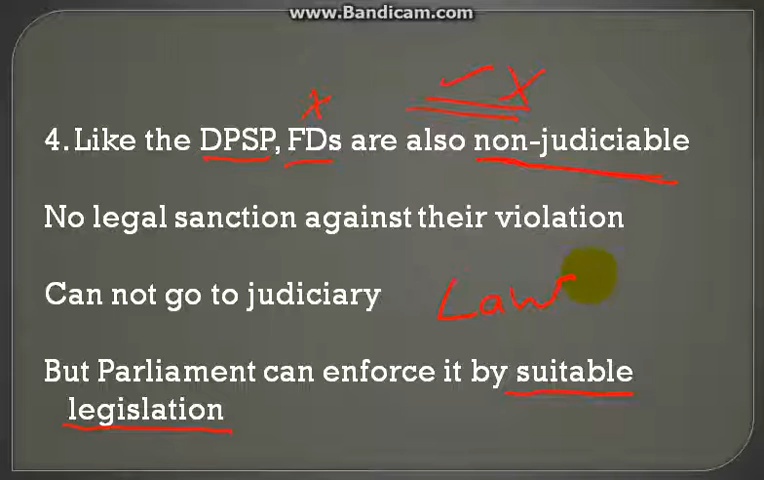 www.Bandicam.com
4. Like the DPSP, FDs are also non-judiciable
No legal sanction against their violation
Can not go to judiciary
Law
But Parliament can enforce it by suitable
legislation